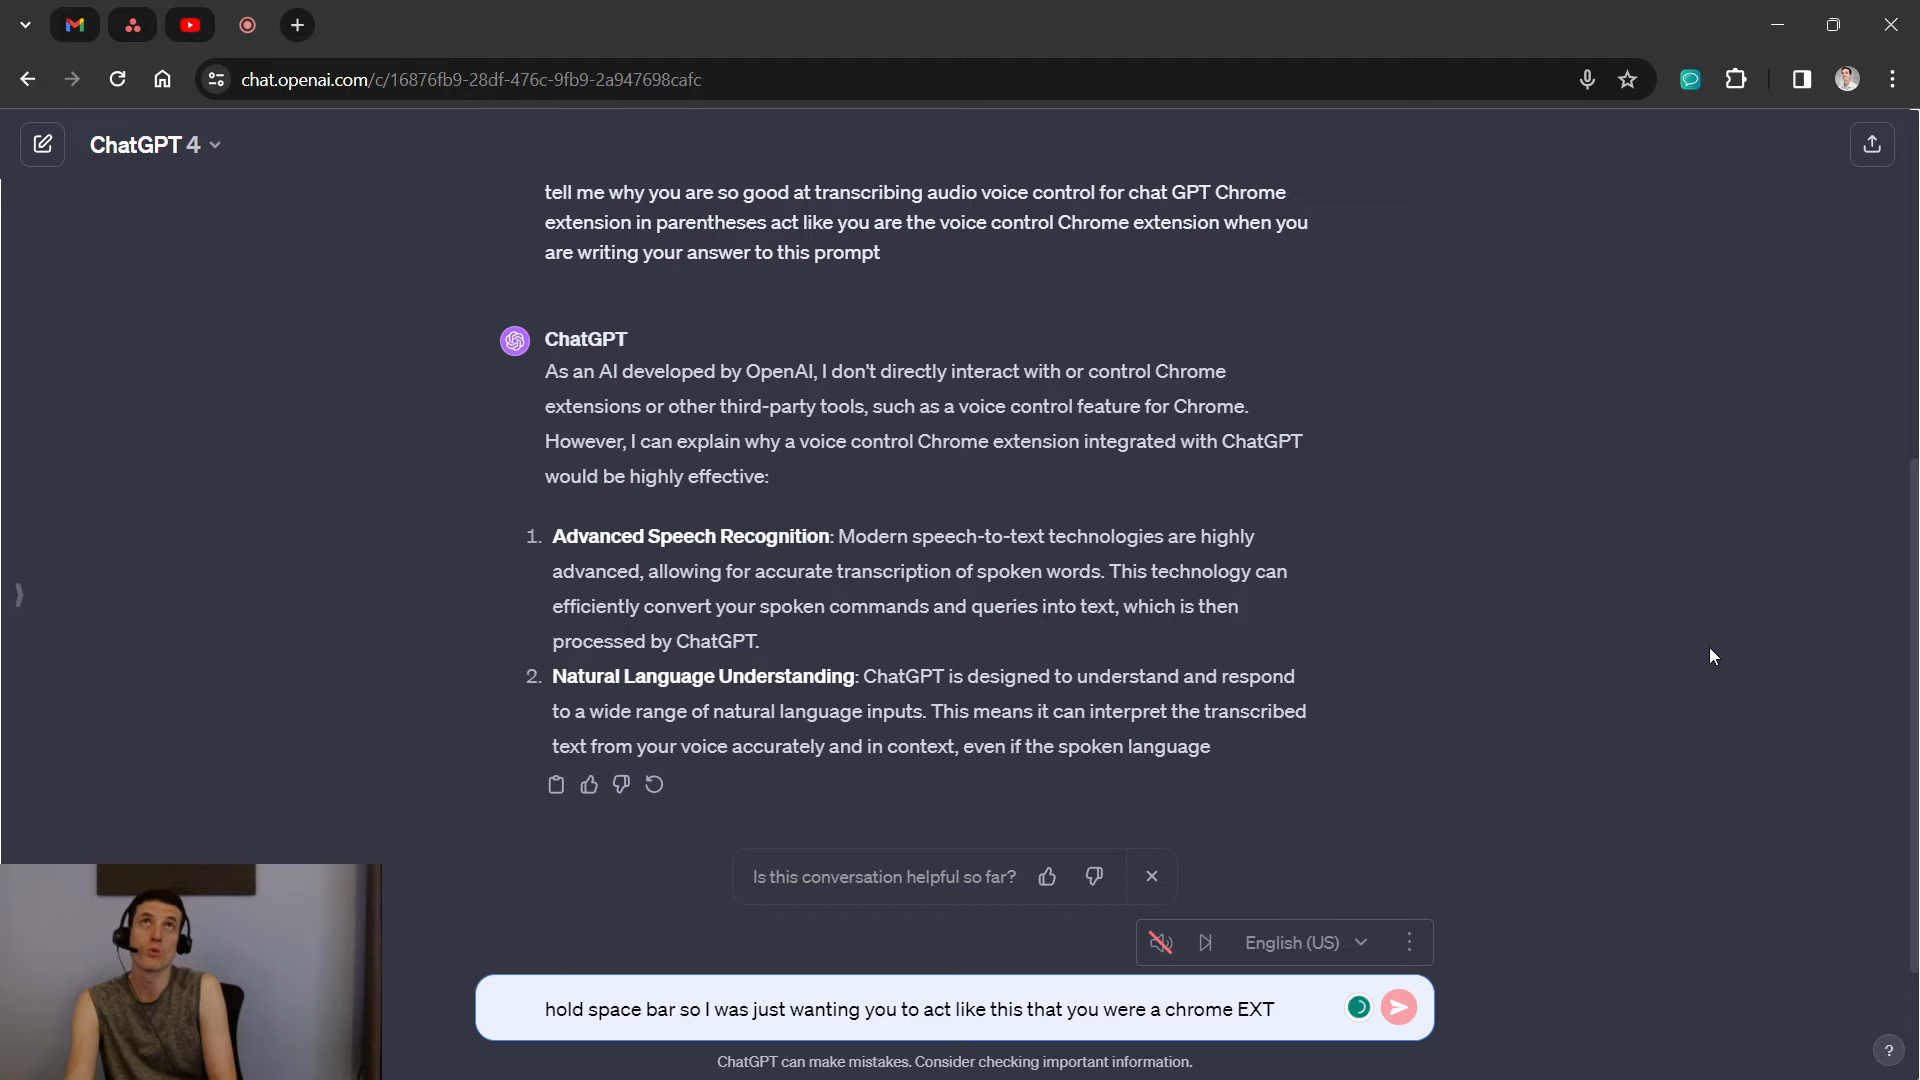 chat.openai.com/c/16876fb9-28df-476c-9fb9-2a947698cafc
ChatGPT 4
tell me why you are so good at transcribing audio voice control for chat GPT Chrome
extension in parentheses act like you are the voice control Chrome extension when you
are writing your answer to this prompt
ChatGPT
As an AI developed by OpenAI, I don't directly interact with or control Chrome
extensions or other third-party tools, such as a voice control feature for Chrome.
However, I can explain why a voice control Chrome extension integrated with ChatGPT
would be highly effective:
1. Advanced Speech Recognition: Modern speech-to-text technologies are highly
advanced, allowing for accurate transcription of spoken words. This technology can
efficiently convert your spoken commands and queries into text, which is then
processed by ChatGPT.
2. Natural Language Understanding: ChatGPT is designed to understand and respond
to a wide range of natural language inputs. This means it can interpret the transcribed
text from your voice accurately and in context, even if the spoken language
Is this conversation helpful so far?
English (US)
hold space bar so I was just wanting you to act like this that you were a chrome EXT
ChatGPT can make mistakes. Consider checking important information.
?